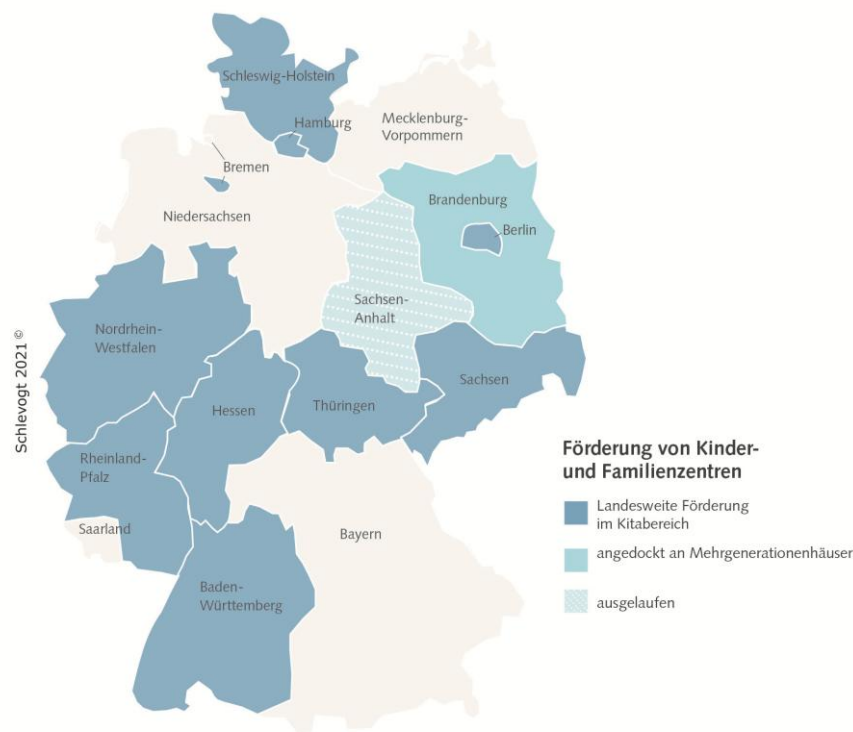 Schleswig-Holstein
Hamburg
Mecklenburg-
Vorpommern
Bremen
Niedersachsen
Brandenburg
Berlin
Sachsen-
Anhalt
Nordrhein-
Westfalen
Hessen
Thüringen
Sachsen
Rheinland-
Pfalz
Saarland
Bayern
Baden-
Württemberg
Schlevogt 2021 ©
Förderung von Kinder-
und Familienzentren
Landesweite Förderung
im Kitabereich
angedockt an Mehrgenerationenhäuser
ausgelaufen